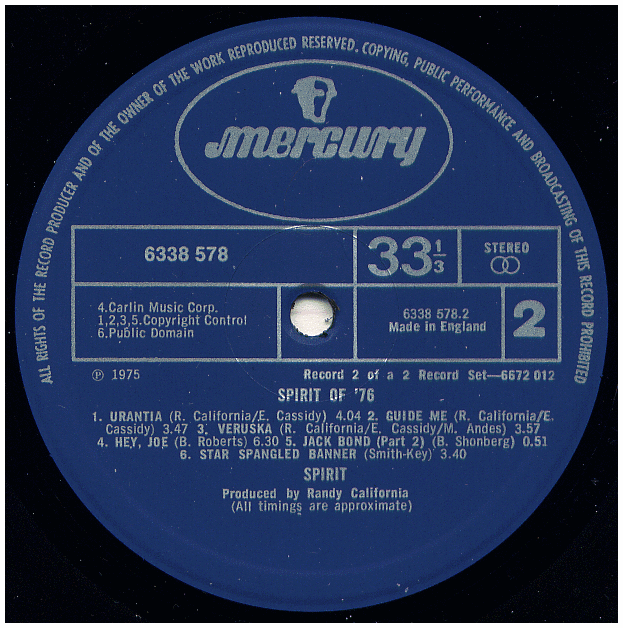 ALL RIGHTS OF THE RECORD PRODUCER AND OF THE OWNER OF THE WORK REPRODUCED RESERVED. COPYING, PUBLIC PERFORMANCE AND BROADCASTING OF THIS RECORD PROHIBITED
mercury
6338 578
33 1/3
STEREO
4.Carlin Music Corp.
1,2,3,5.Copyright Control
6.Public Domain
6338 578.2
Made in England
2
℗ 1975
Record 2 of a 2 Record Set—6672 012
SPIRIT OF '76
1. URANTIA (R. California/E. Cassidy) 4.04 2. GUIDE ME (R. California/E.
Cassidy) 3.47 3. VERUSKA (R. California/E. Cassidy/M. Andes) 3.57
4. HEY, JOE (B. Roberts) 6.30 5. JACK BOND (Part 2) (B. Shonberg) 0.51
6. STAR SPANGLED BANNER (Smith-Key) 3.40
SPIRIT
Produced by Randy California
(All timings are approximate)